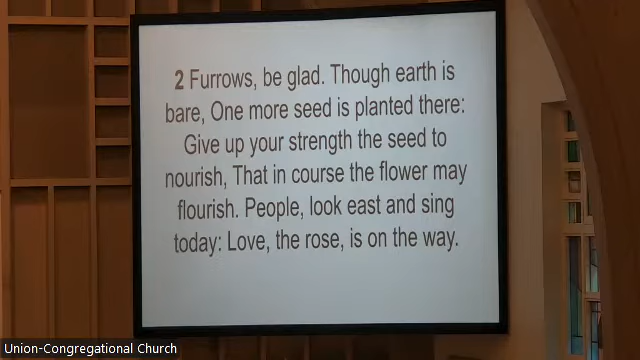 2 Furrows, be glad. Though earth is
bare, One more seed is planted there:
Give up your strength the seed to
nourish, That in course the flower may
flourish. People, look east and sing
today: Love, the rose, is on the way.
Union-Congregational Church